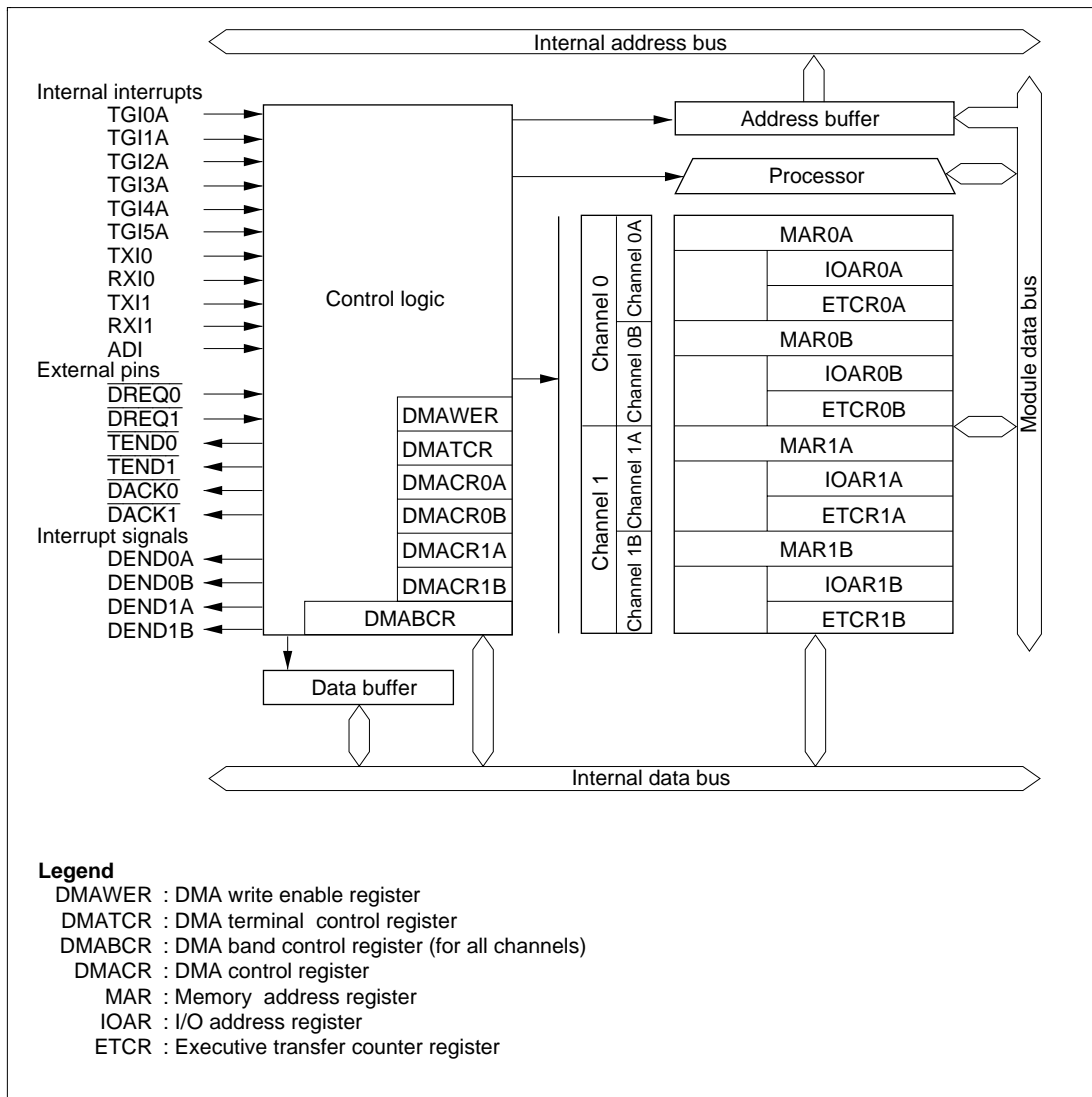 Internal address bus
Internal interrupts
TGI0A
TGI1A
TGI2A
TGI3A
TGI4A
TGI5A
TXI0
RXI0
TXI1
RXI1
ADI
External pins
DREQ0
DREQ1
TEND0
TEND1
DACK0
DACK1
Interrupt signals
DEND0A
DEND0B
DEND1A
DEND1B
Control logic
DMAWER
DMATCR
DMACR0A
DMACR0B
DMACR1A
DMACR1B
DMABCR
Data buffer
Address buffer
Processor
Channel 0
Channel 0A
Channel 0B
Channel 1
Channel 1A
Channel 1B
MAR0A
IOAR0A
ETCR0A
MAR0B
IOAR0B
ETCR0B
MAR1A
IOAR1A
ETCR1A
MAR1B
IOAR1B
ETCR1B
Module data bus
Internal data bus
Legend
DMAWER : DMA write enable register
DMATCR : DMA terminal control register
DMABCR : DMA band control register (for all channels)
DMACR : DMA control register
MAR : Memory address register
IOAR : I/O address register
ETCR : Executive transfer counter register